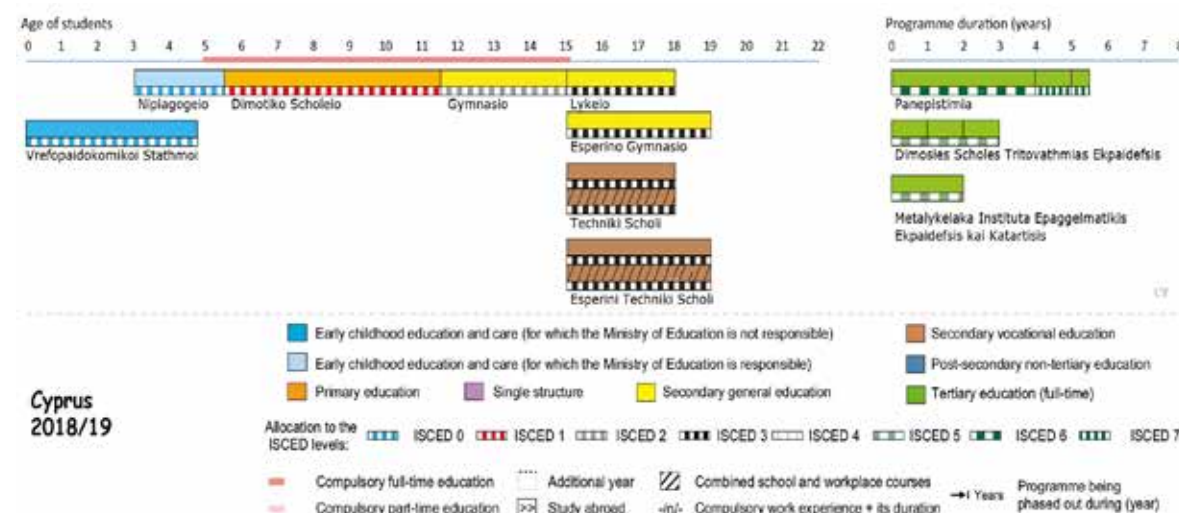 Age of students
Programme duration (years)
0 1 2 3 4 5 6 7 8 9 10 11 12 13 14 15 16 17 18 19 20 21 22
0 1 2 3 4 5 6 7 8
Nipiagogeio
Dimotiko Scholeio
Gymnasio
Lykeio
Panepistimia
Vrefopaidokomikoi Stathmoi
Esperino Gymnasio
Dimosies Scholes Tritovathmias Ekpaidefsis
Techniki Scholi
Metalykeiaka Instituta Epaggelmatikis
Ekpaidefsis kai Katartisis
Esperini Techniki Scholi
CY
Early childhood education and care (for which the Ministry of Education is not responsible)
Secondary vocational education
Early childhood education and care (for which the Ministry of Education is responsible)
Post-secondary non-tertiary education
Primary education
Single structure
Secondary general education
Tertiary education (full-time)
Cyprus
2018/19
Allocation to the
ISCED levels:
ISCED 0
ISCED 1
ISCED 2
ISCED 3
ISCED 4
ISCED 5
ISCED 6
ISCED 7
Compulsory full-time education
Additional year
Combined school and workplace courses
Years
Programme being
phased out during (year)
Compulsory part-time education
>> Study abroad
-/n/- Compulsory work experience + its duration